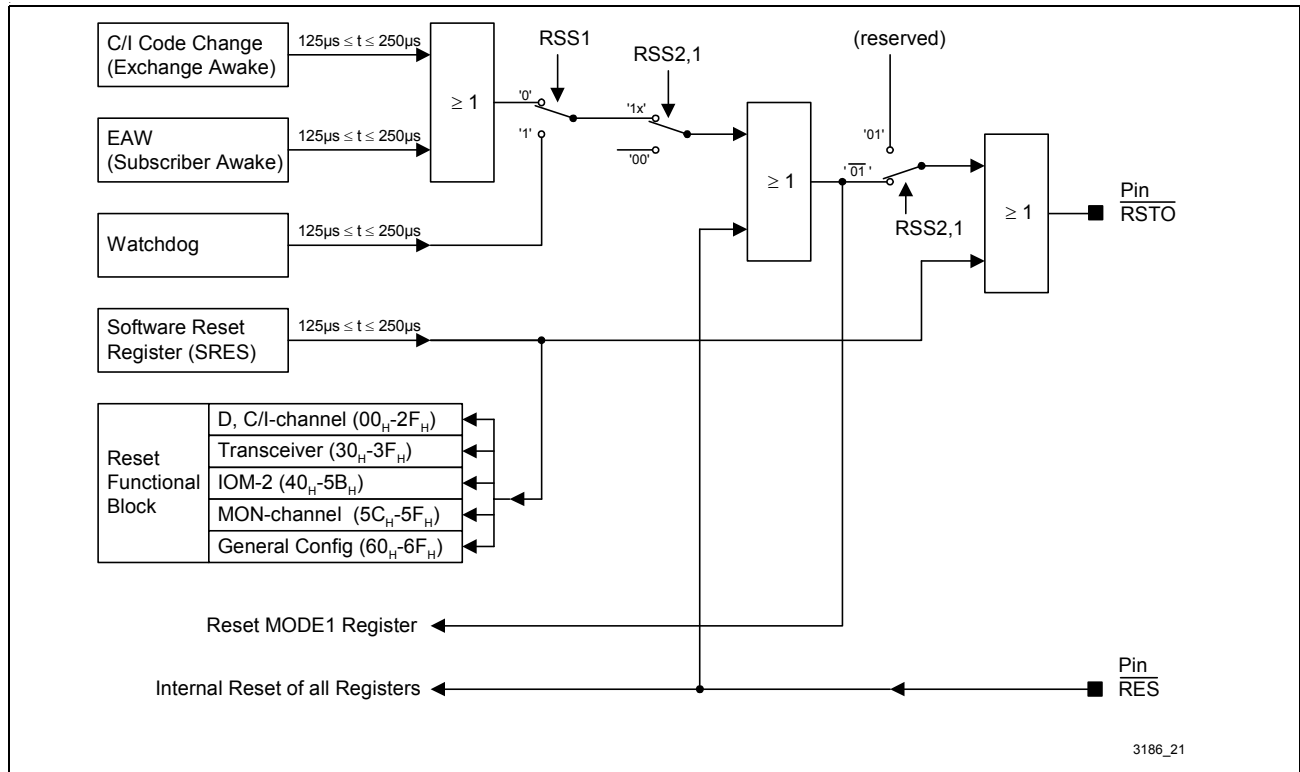 C/I Code Change
(Exchange Awake)
125µs ≤ t ≤ 250µs
EAW
(Subscriber Awake)
125µs ≤ t ≤ 250µs
Watchdog
125µs ≤ t ≤ 250µs
Software Reset
Register (SRES)
125µs ≤ t ≤ 250µs
≥ 1
RSS1
'0'
'1'
RSS2,1
'1x'
'00'
≥ 1
(reserved)
'01'
'01'
RSS2,1
≥ 1
Pin
RSTO
Reset
Functional
Block
D, C/I-channel (00H-2FH)
Transceiver (30H-3FH)
IOM-2 (40H-5BH)
MON-channel (5CH-5FH)
General Config (60H-6FH)
Reset MODE1 Register
Internal Reset of all Registers
Pin
RES
3186_21